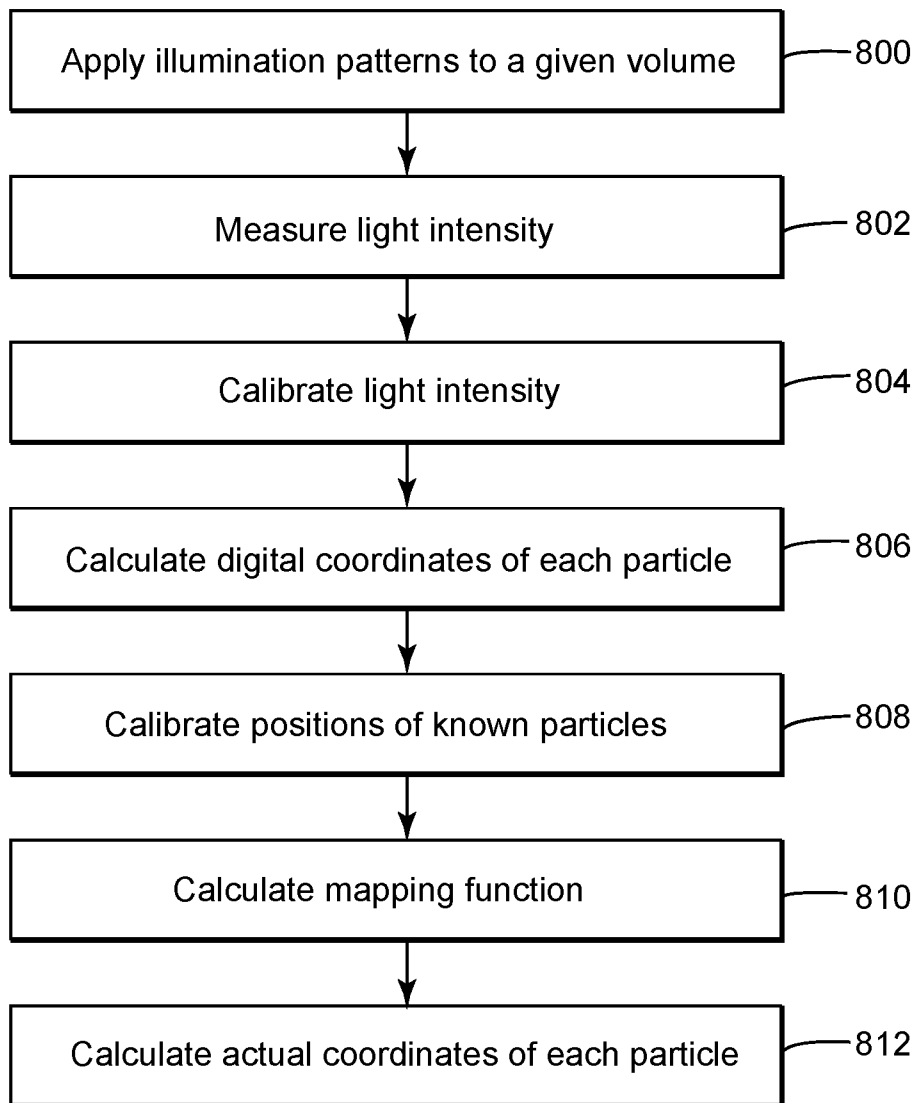 Apply illumination patterns to a given volume
800
Measure light intensity
802
Calibrate light intensity
804
Calculate digital coordinates of each particle
806
Calibrate positions of known particles
808
Calculate mapping function
810
Calculate actual coordinates of each particle
812